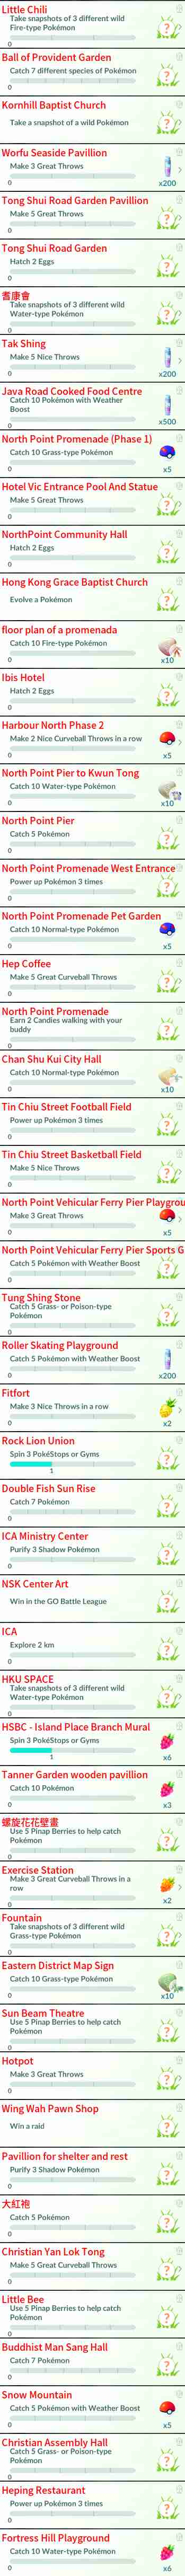 Little Chili
Take snapshots of 3 different wild
Fire-type Pokémon
0
Ball of Provident Garden
Catch 7 different species of Pokémon
0
Kornhill Baptist Church
Take a snapshot of a wild Pokémon
Worfu Seaside Pavillion
Make 3 Great Throws
0
x200
Tong Shui Road Garden Pavillion
Make 5 Great Throws
0
Tong Shui Road Garden
Hatch 2 Eggs
0
耆康會
Take snapshots of 3 different wild
Water-type Pokémon
0
Tak Shing
Make 5 Nice Throws
0
x200
Java Road Cooked Food Centre
Catch 10 Pokémon with Weather
Boost
0
x500
North Point Promenade (Phase 1)
Catch 10 Grass-type Pokémon
0
x5
Hotel Vic Entrance Pool And Statue
Make 5 Great Throws
0
NorthPoint Community Hall
Hatch 2 Eggs
0
Hong Kong Grace Baptist Church
Evolve a Pokémon
floor plan of a promenada
Catch 10 Fire-type Pokémon
0
x10
Ibis Hotel
Hatch 2 Eggs
0
Harbour North Phase 2
Make 2 Nice Curveball Throws in a row
0
x5
North Point Pier to Kwun Tong
Catch 10 Water-type Pokémon
0
x10
North Point Pier
Catch 5 Pokémon
0
North Point Promenade West Entrance
Power up Pokémon 3 times
0
North Point Promenade Pet Garden
Catch 10 Normal-type Pokémon
0
x5
Hep Coffee
Make 5 Great Curveball Throws
0
North Point Promenade
Earn 2 Candies walking with your
buddy
0
Chan Shu Kui City Hall
Catch 10 Normal-type Pokémon
0
x10
Tin Chiu Street Football Field
Power up Pokémon 3 times
0
Tin Chiu Street Basketball Field
Make 5 Nice Throws
0
North Point Vehicular Ferry Pier Playgrou
Make 3 Great Throws
0
x5
North Point Vehicular Ferry Pier Sports G
Catch 5 Pokémon with Weather Boost
0
Tung Shing Stone
Catch 5 Grass- or Poison-type
Pokémon
0
Roller Skating Playground
Catch 5 Pokémon with Weather Boost
0
x200
Fitfort
Make 3 Nice Throws in a row
0
x2
Rock Lion Union
Spin 3 PokéStops or Gyms
1
Double Fish Sun Rise
Catch 7 Pokémon
0
ICA Ministry Center
Purify 3 Shadow Pokémon
0
NSK Center Art
Win in the GO Battle League
ICA
Explore 2 km
0
HKU SPACE
Take snapshots of 3 different wild
Water-type Pokémon
0
HSBC - Island Place Branch Mural
Spin 3 PokéStops or Gyms
1
x6
Tanner Garden wooden pavillion
Catch 10 Pokémon
0
x3
螺旋花花壁畫
Use 5 Pinap Berries to help catch
Pokémon
0
Exercise Station
Make 3 Great Curveball Throws in a
row
0
x2
Fountain
Take snapshots of 3 different wild
Grass-type Pokémon
0
Eastern District Map Sign
Catch 10 Grass-type Pokémon
0
x10
Sun Beam Theatre
Use 5 Pinap Berries to help catch
Pokémon
0
Hotpot
Make 3 Great Throws
0
Wing Wah Pawn Shop
Win a raid
Pavillion for shelter and rest
Purify 3 Shadow Pokémon
0
大紅袍
Catch 5 Pokémon
0
Christian Yan Lok Tong
Make 5 Great Curveball Throws
0
Little Bee
Use 5 Pinap Berries to help catch
Pokémon
0
Buddhist Man Sang Hall
Catch 7 Pokémon
0
Snow Mountain
Catch 5 Pokémon with Weather Boost
0
x5
Christian Assembly Hall
Catch 5 Grass- or Poison-type
Pokémon
0
Heping Restaurant
Power up Pokémon 3 times
0
Fortress Hill Playground
Catch 10 Water-type Pokémon
0
x6